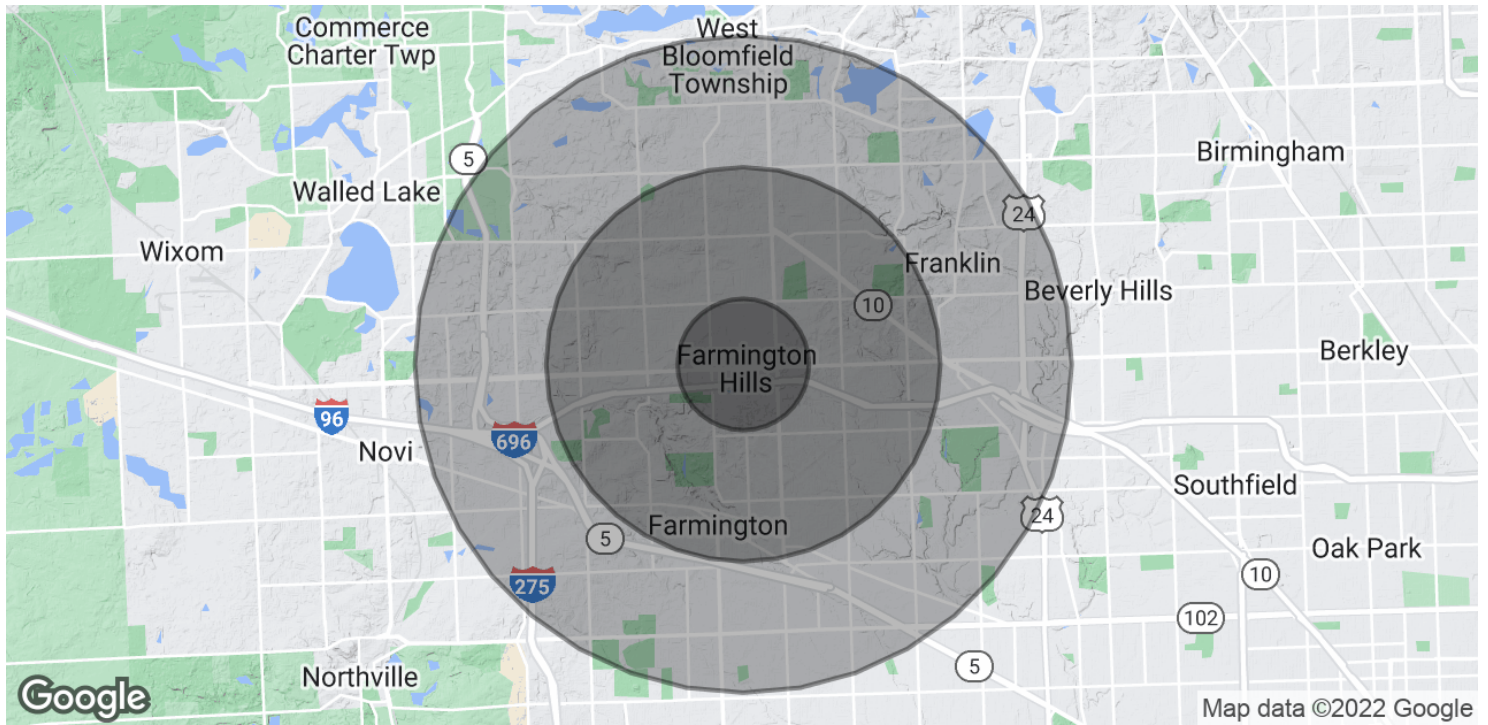 Commerce
Charter Twp
West
Bloomfield
Township
5
Birmingham
Walled Lake
24
Wixom
Franklin
Beverly Hills
10
Farmington
Hills
Berkley
96
696
Novi
Southfield
24
Farmington
5
Oak Park
10
275
102
5
Northville
Google
Map data ©2022 Google